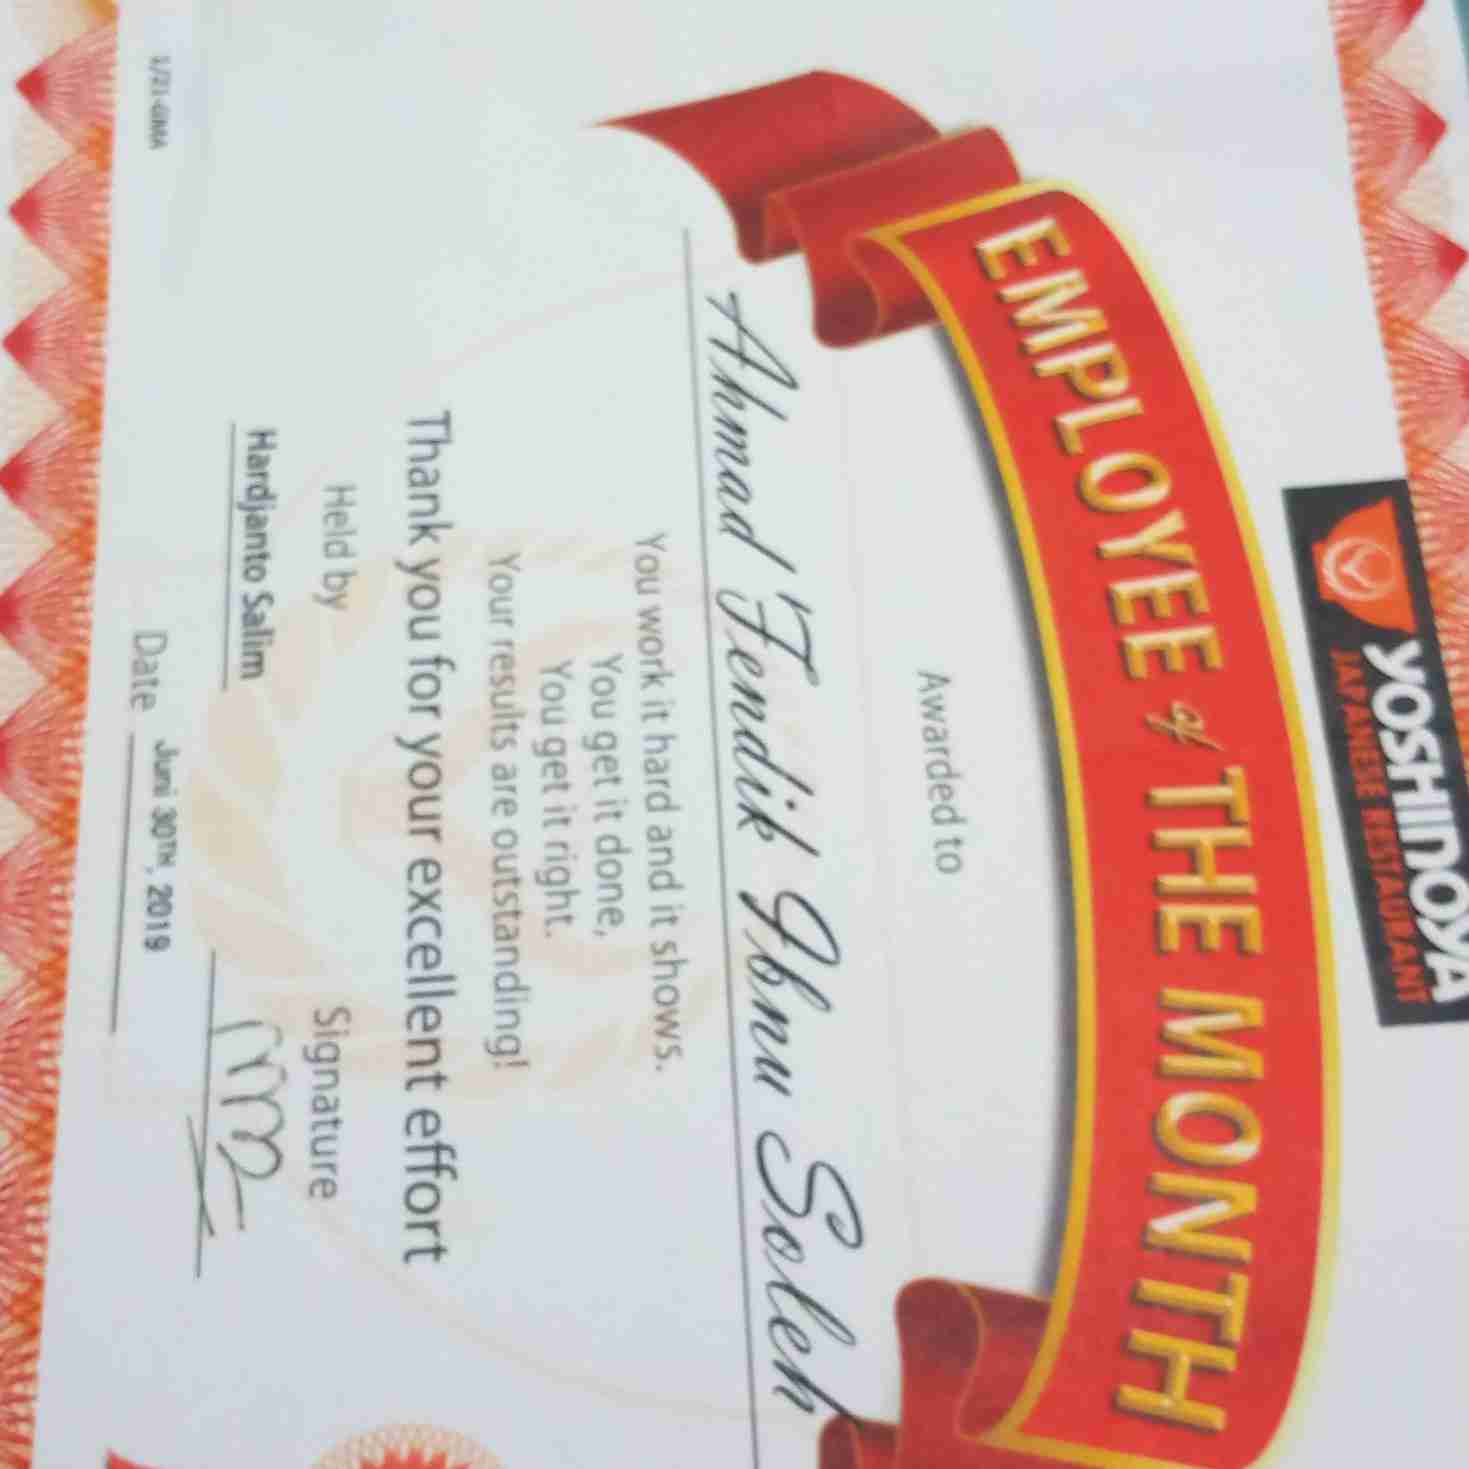 YOSHINOYA
JAPANESE RESTAURANT
EMPLOYEE of THE MONTH
Awarded to
Ahmad Fendik Ibnu Soleh
You work it hard and it shows.
You get it done,
You get it right.
Your results are outstanding!
Thank you for your excellent effort
Held by
Signature
Hardjanto Salim
Date Juni 30TH, 2019